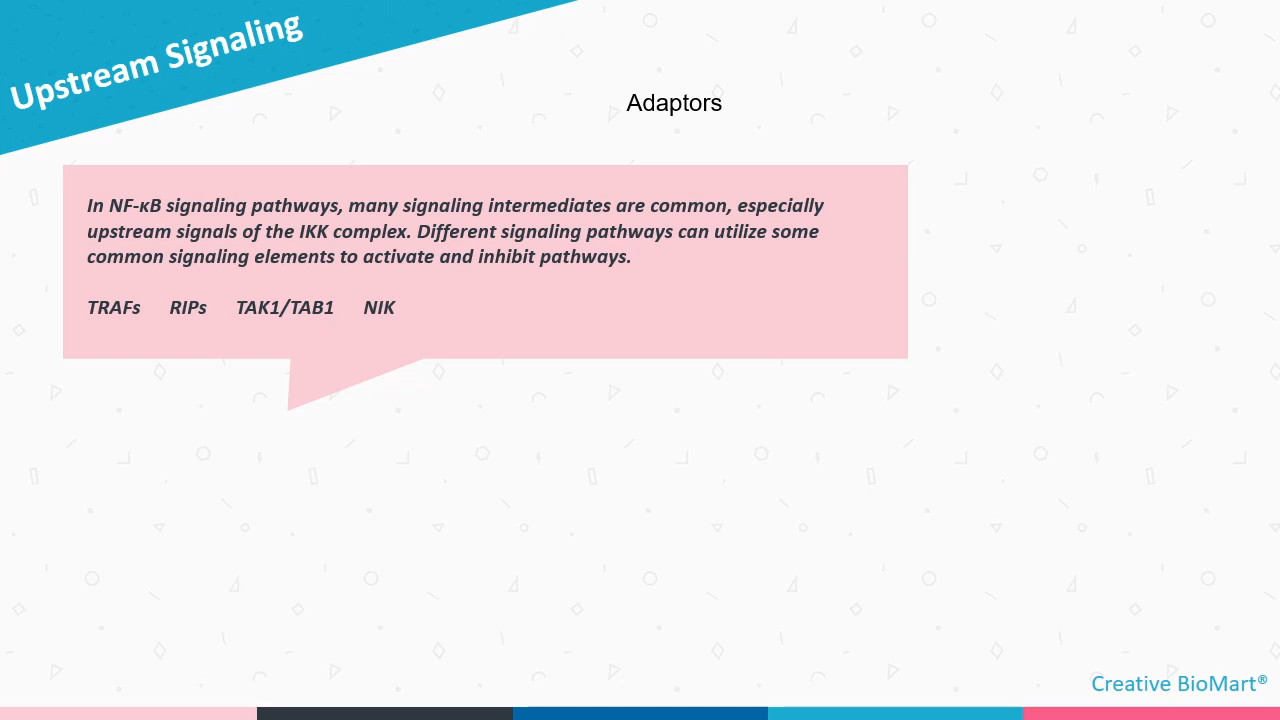 Upstream Signaling
Adaptors
In NF-κB signaling pathways, many signaling intermediates are common, especially
upstream signals of the IKK complex. Different signaling pathways can utilize some
common signaling elements to activate and inhibit pathways.
TRAFs RIPs TAK1/TAB1 NIK
Creative BioMart®